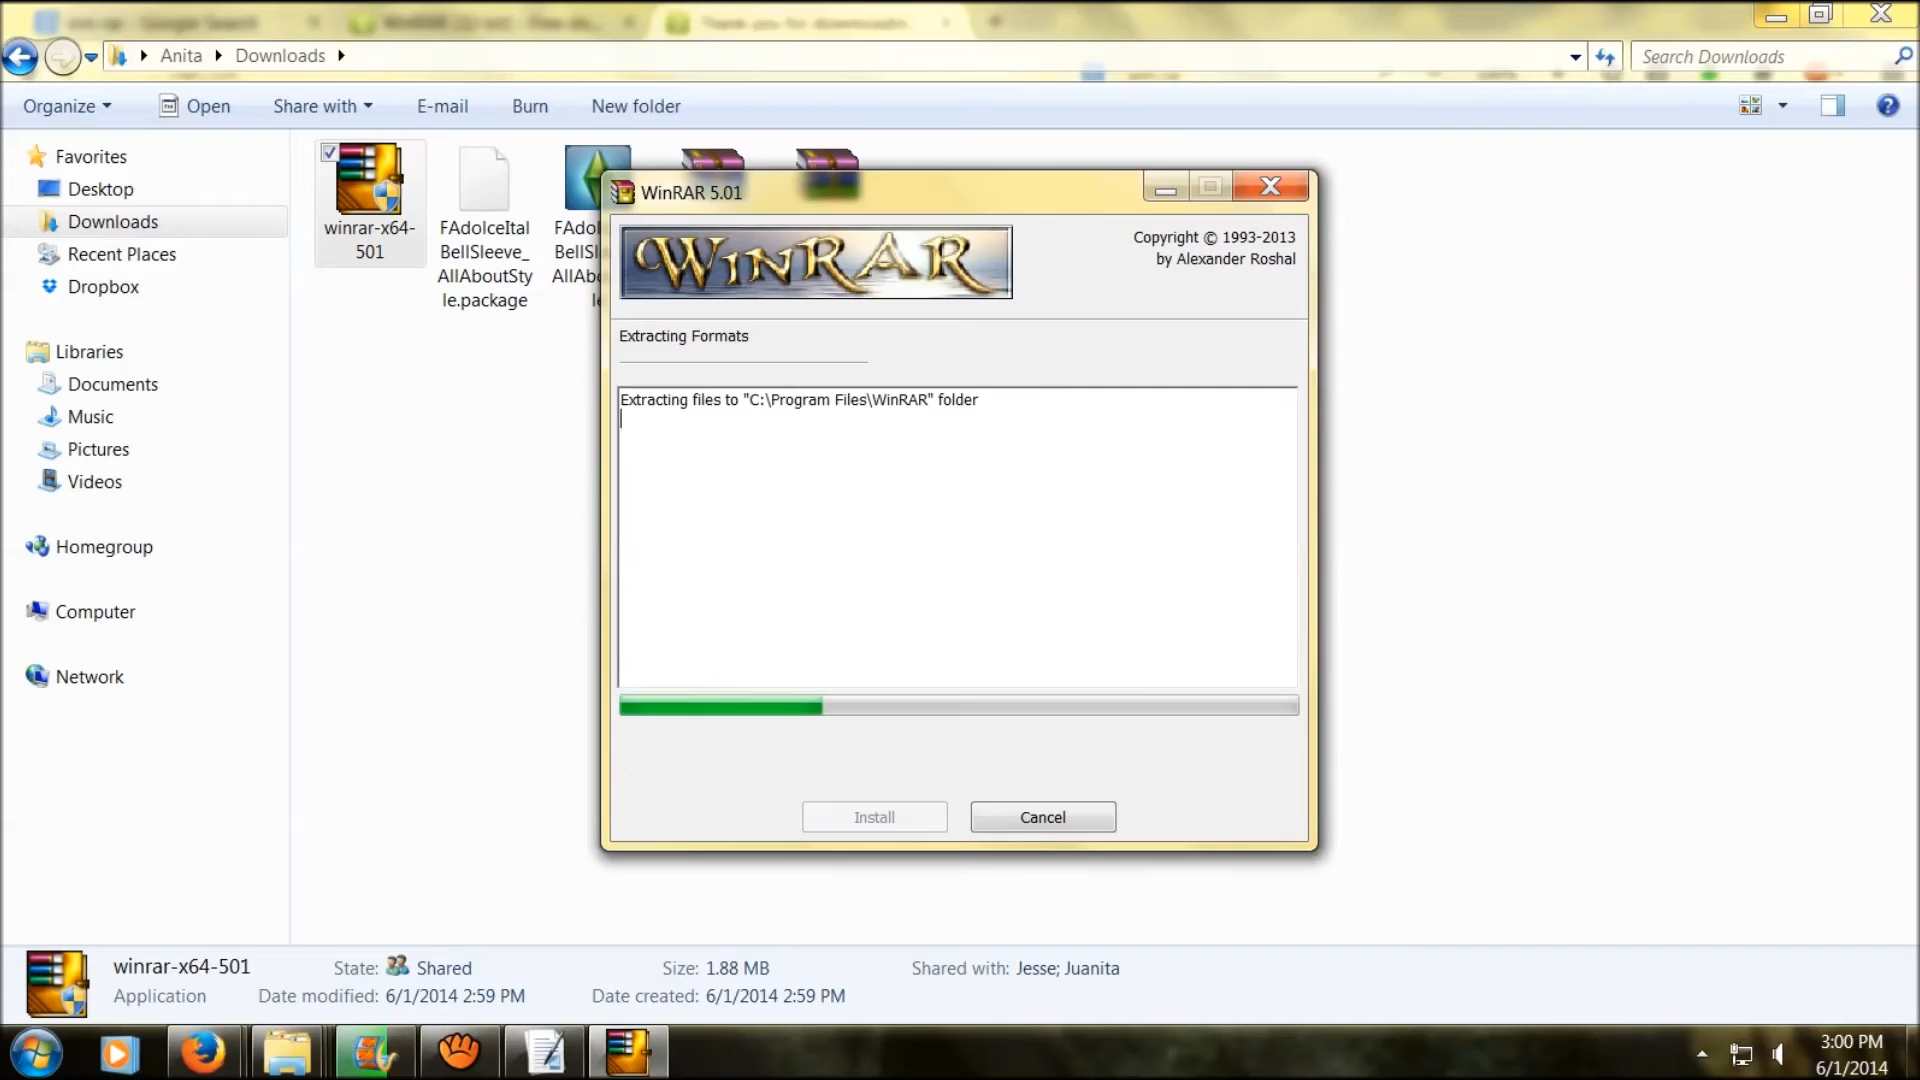 Anita
Downloads
Search Downloads
Organize
Open
Share with
E-mail
Burn
New folder
Favorites
Desktop
Downloads
Recent Places
Dropbox
Libraries
Documents
Music
Pictures
Videos
Homegroup
Computer
Network
winrar-x64-
501
FAdolceItal
BellSleeve_
AllAboutSty
le.package
FAdol
BellSl
AllAbo
le
WinRAR 5.01
WINRAR
Copyright © 1993-2013
by Alexander Roshal
Extracting Formats
Extracting files to "C:\Program Files\WinRAR" folder
Install
Cancel
winrar-x64-501
State: Shared
Size: 1.88 MB
Shared with: Jesse; Juanita
Application
Date modified: 6/1/2014 2:59 PM
Date created: 6/1/2014 2:59 PM
3:00 PM
6/1/2014